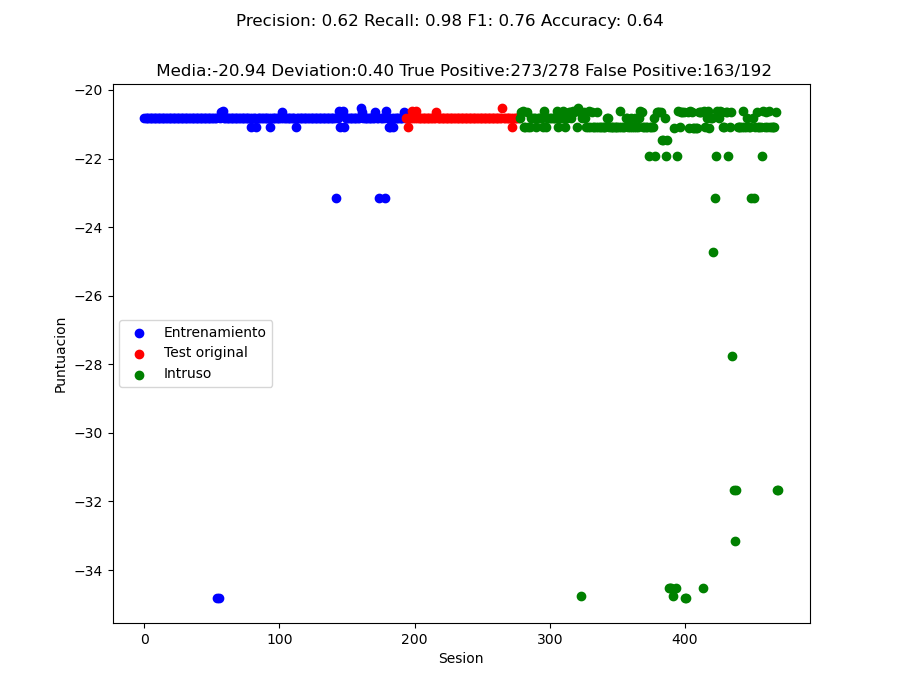 Precision: 0.62 Recall: 0.98 F1: 0.76 Accuracy: 0.64
Media:-20.94 Deviation:0.40 True Positive:273/278 False Positive:163/192
−20
−22
−24
−26
−28
−30
−32
−34
Puntuacion
Entrenamiento
Test original
Intruso
0
100
200
300
400
Sesion